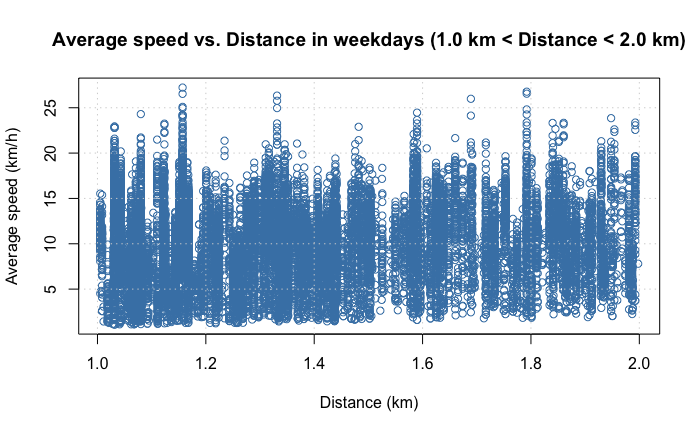 Average speed vs. Distance in weekdays (1.0 km < Distance < 2.0 km)
Average speed (km/h)
25
20
15
10
5
1.0 1.2 1.4 1.6 1.8 2.0
Distance (km)